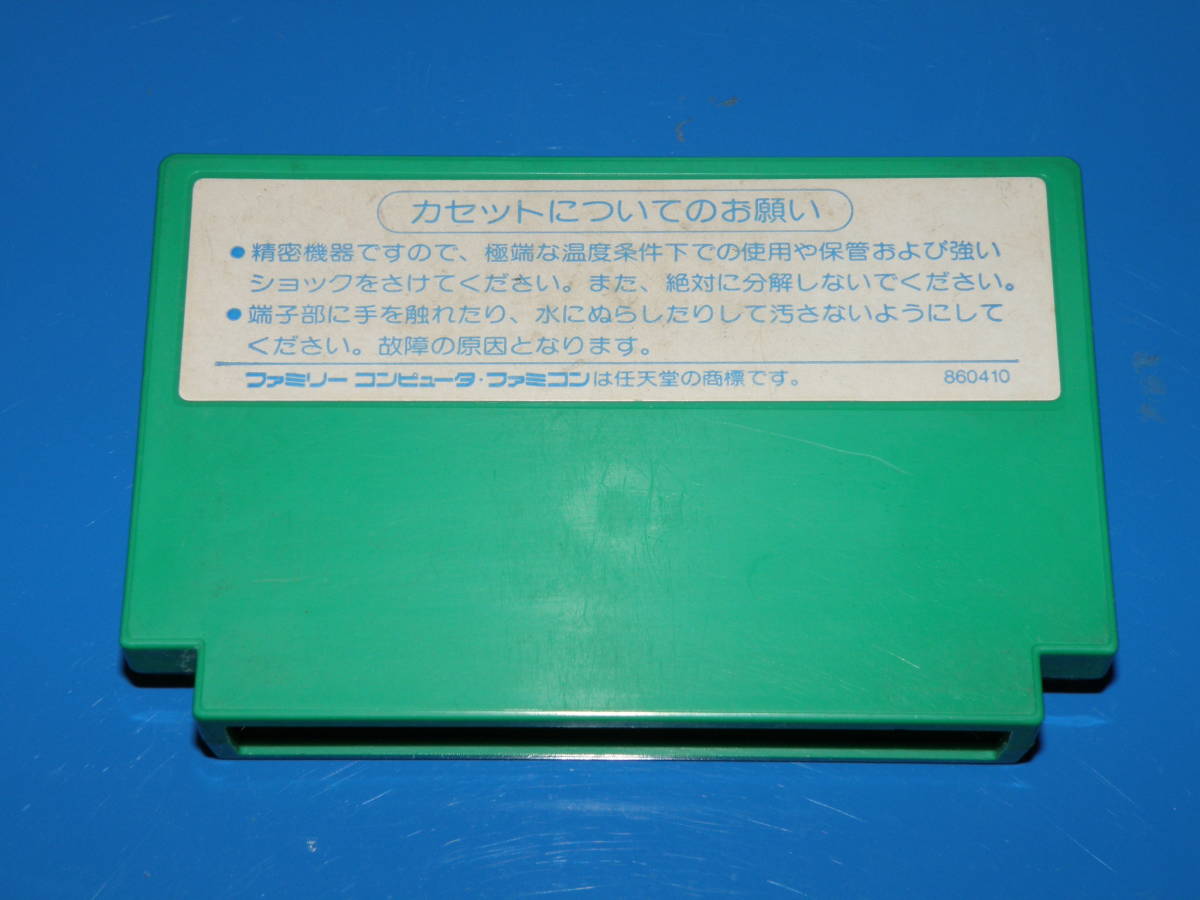 カセットについてのお願い
●精密機器ですので、極端な温度条件下での使用や保管および強い
ショックをさけてください。また、絶対に分解しないでください。
●端子部に手を触れたり、水にぬらしたりして汚さないようにして
ください。故障の原因となります。
ファミリー コンピュータ・ファミコンは任天堂の商標です。 860410